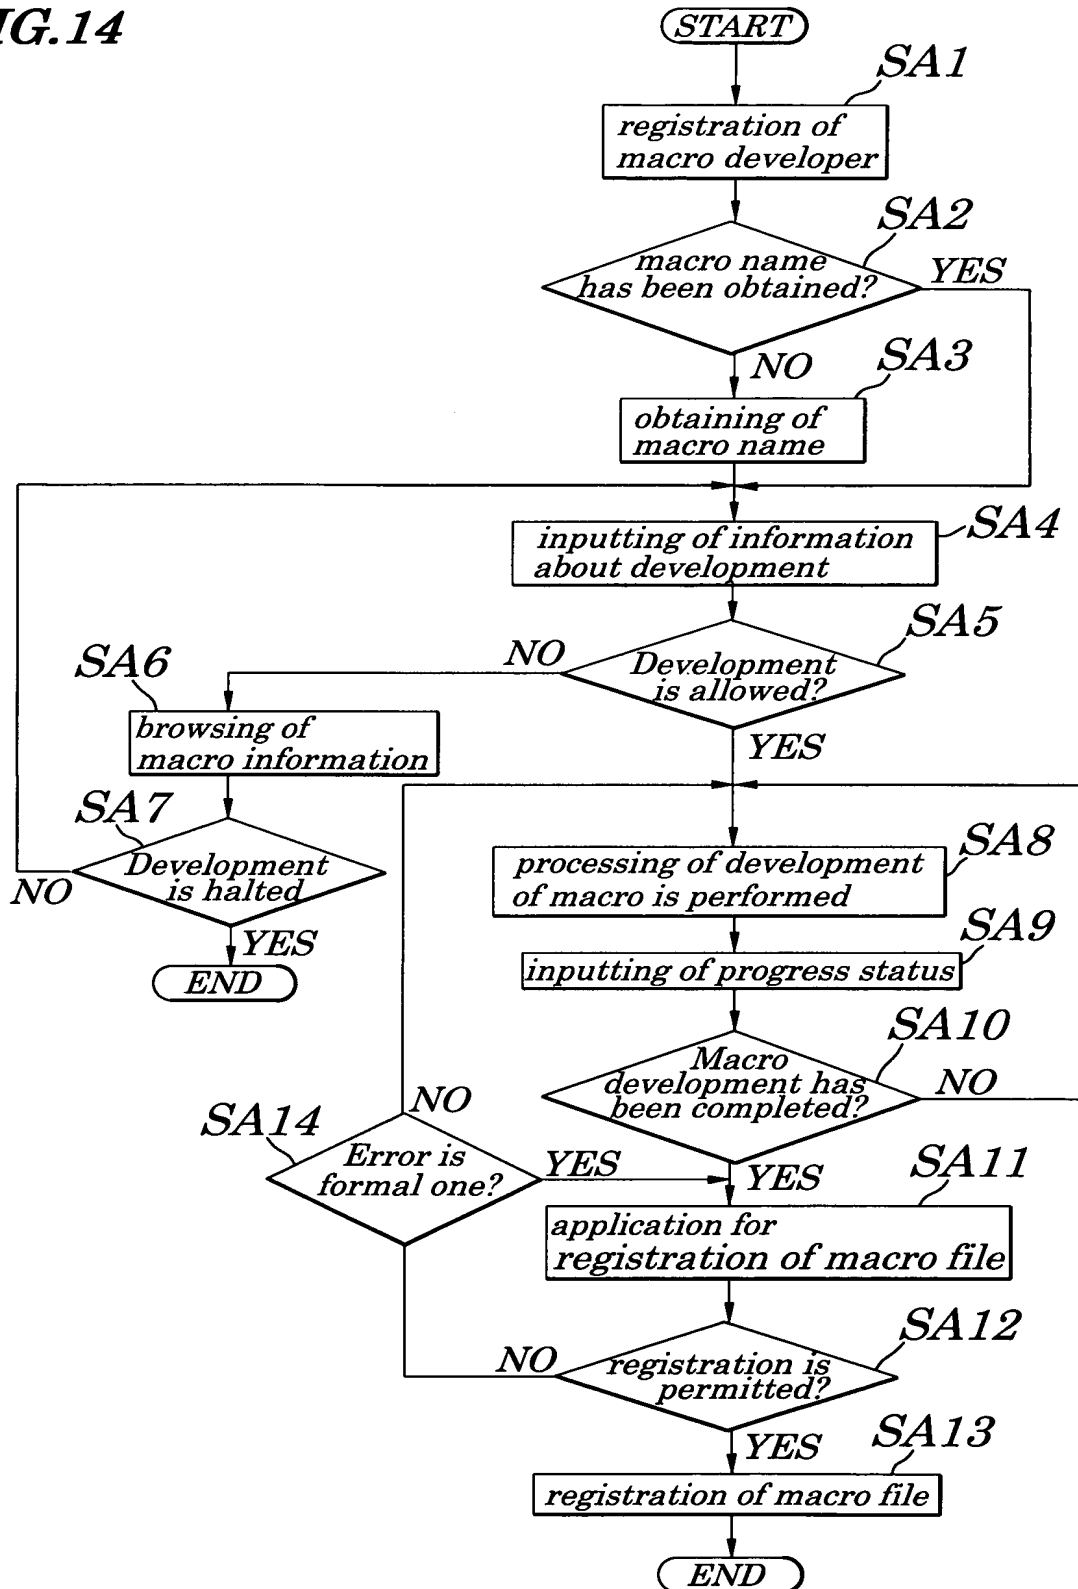 IG.14
START
SA1
registration of
macro developer
SA2
macro name
has been obtained?
YES
NO
SA3
obtaining of
macro name
SA4
inputting of information
about development
SA5
Development
is allowed?
NO
YES
SA6
browsing of
macro information
SA7
Development
is halted
NO
YES
END
SA8
processing of development
of macro is performed
SA9
inputting of progress status
SA10
Macro
development has
been completed?
NO
YES
SA14
Error is
formal one?
NO
YES
SA11
application for
registration of macro file
SA12
registration is
permitted?
NO
YES
SA13
registration of macro file
END